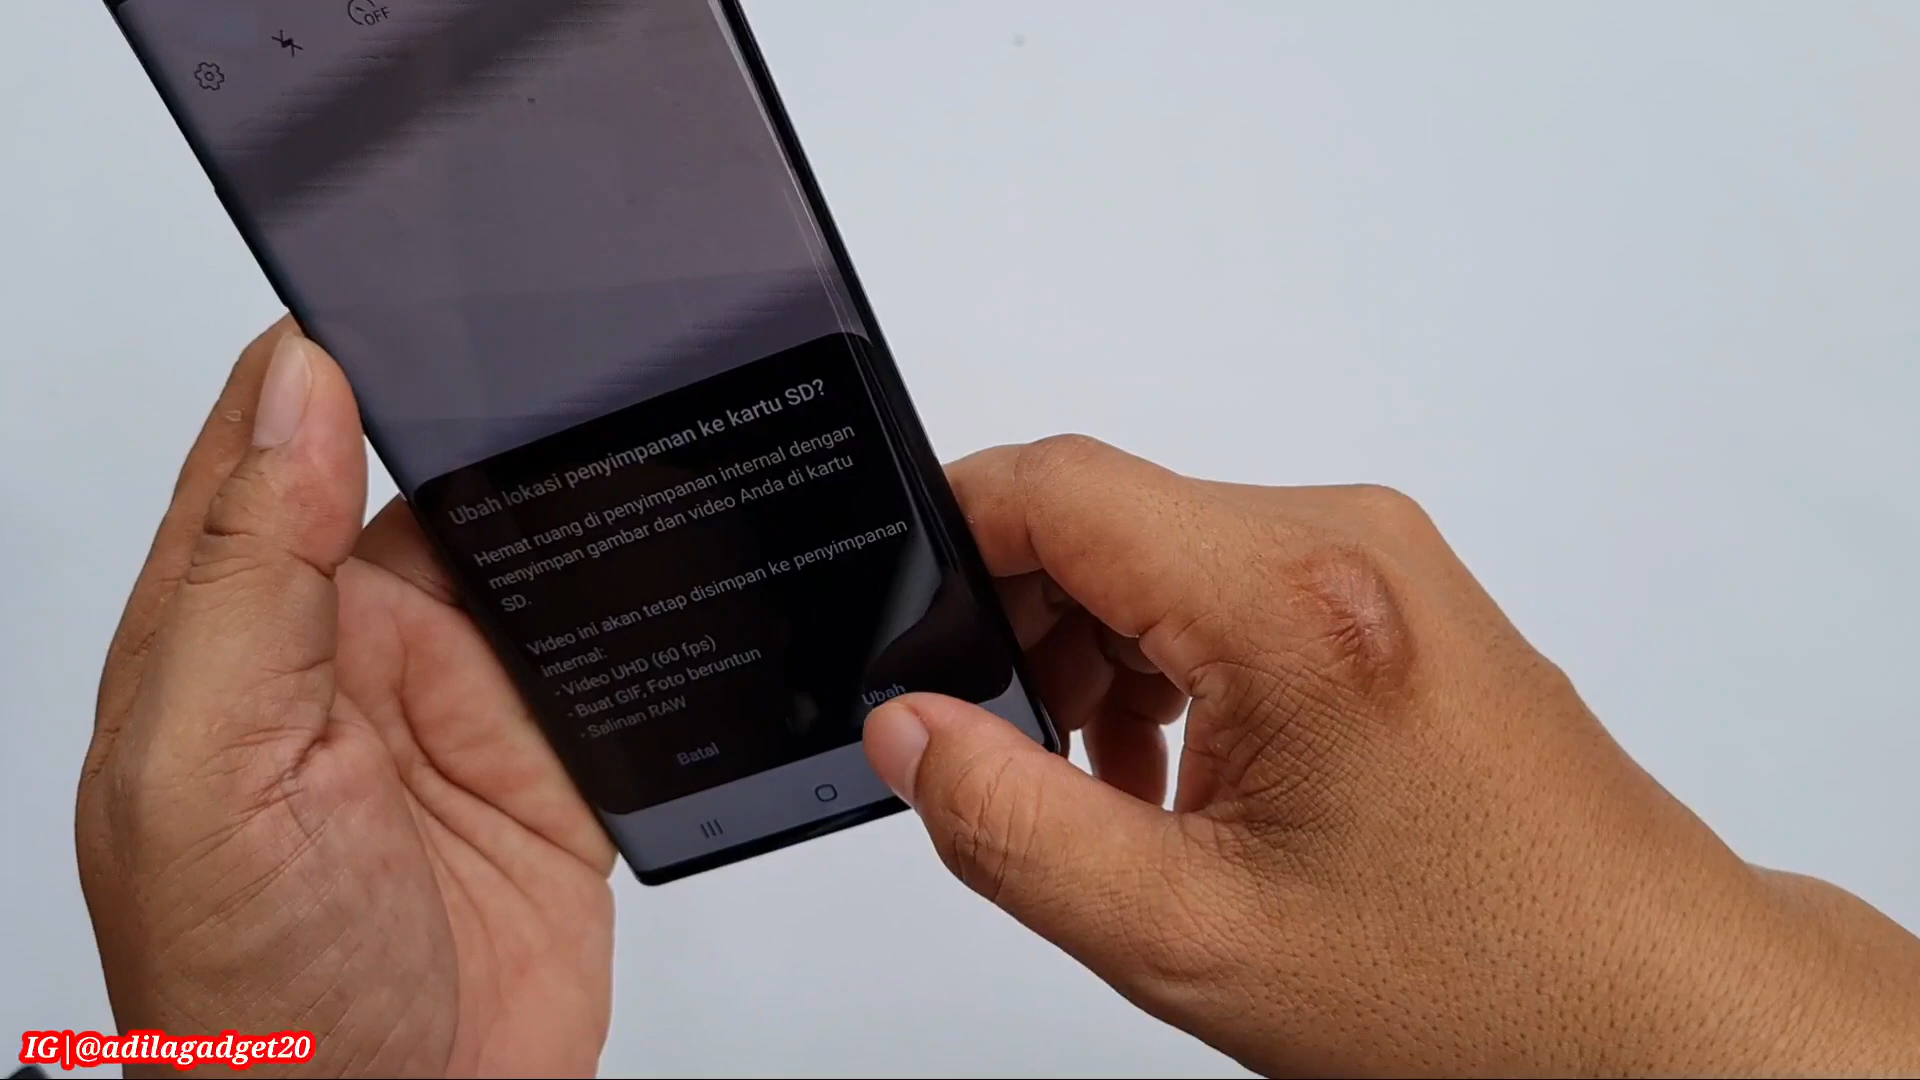 OFF
Ubah lokasi penyimpanan ke kartu SD?
Hemat ruang di penyimpanan internal dengan
menyimpan gambar dan video Anda di kartu
SD.
Video ini akan tetap disimpan ke penyimpanan
internal:
- Video UHD (60 fps)
- Buat GIF, Foto beruntun
- Salinan RAW
Batal
Ubah
IG|@adilagadget20